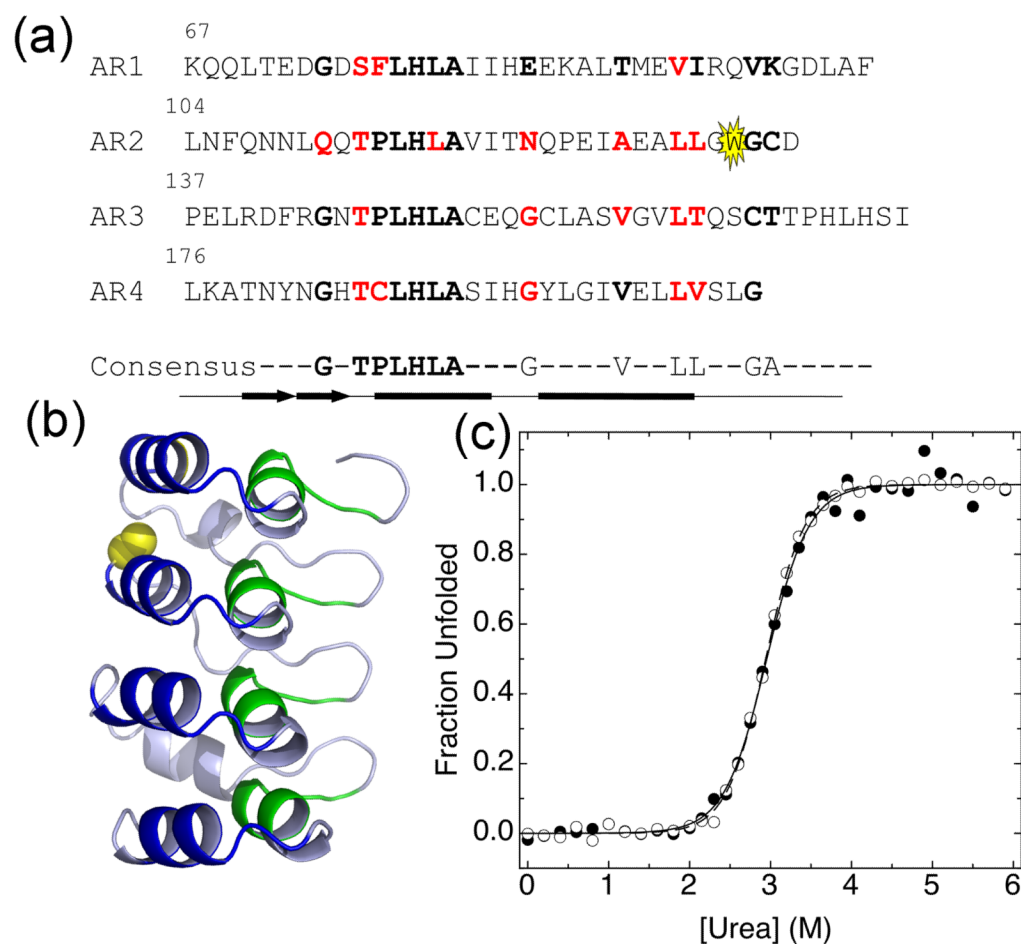 (a)
67
AR1 KQQLTEDGDSFLHLAIIHEEKALTMEVIRQVKGDLAF
104
AR2 LNFQNNLQQTPLHLAVITNQPEIAEALLGWGCD
137
AR3 PELRDFRGNTPLHLACEQGCLASVGVLTQSCTTPHLHSI
176
AR4 LKATNYNGHTCLHLASIHGYLGIVELLVSLG
Consensus---G-TPLHLA----G----V--LL--GA-----
(b)
(c)
Fraction Unfolded
1.0
0.8
0.6
0.4
0.2
0.0
0 1 2 3 4 5 6
[Urea] (M)